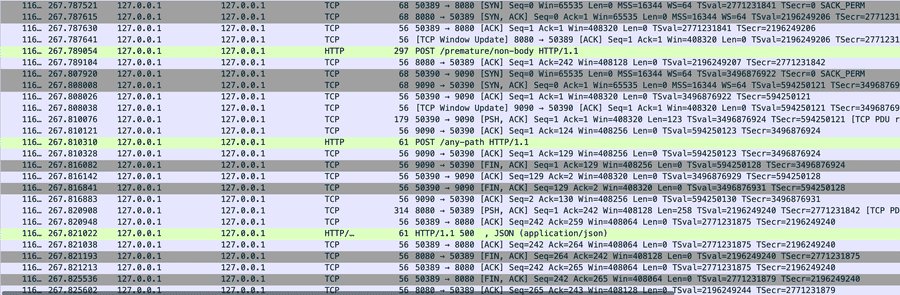 116… 267.787521 127.0.0.1 127.0.0.1 TCP 68 50389 → 8080 [SYN] Seq=0 Win=65535 Len=0 MSS=16344 WS=64 TSval=2771231841 TSecr=0 SACK_PERM
116… 267.787615 127.0.0.1 127.0.0.1 TCP 68 8080 → 50389 [SYN, ACK] Seq=0 Ack=1 Win=65535 Len=0 MSS=16344 WS=64 TSval=2196249206 TSecr=2771231
116… 267.787630 127.0.0.1 127.0.0.1 TCP 56 50389 → 8080 [ACK] Seq=1 Ack=1 Win=408320 Len=0 TSval=2771231841 TSecr=2196249206
116… 267.787641 127.0.0.1 127.0.0.1 TCP 56 [TCP Window Update] 8080 → 50389 [ACK] Seq=1 Ack=1 Win=408320 Len=0 TSval=2196249206 TSecr=2771231841
116… 267.789054 127.0.0.1 127.0.0.1 HTTP 297 POST /premature/non-body HTTP/1.1
116… 267.789104 127.0.0.1 127.0.0.1 TCP 56 8080 → 50389 [ACK] Seq=1 Ack=242 Win=408128 Len=0 TSval=2196249207 TSecr=2771231842
116… 267.807920 127.0.0.1 127.0.0.1 TCP 68 50390 → 9090 [SYN] Seq=0 Win=65535 Len=0 MSS=16344 WS=64 TSval=3496876922 TSecr=0 SACK_PERM
116… 267.808008 127.0.0.1 127.0.0.1 TCP 68 9090 → 50390 [SYN, ACK] Seq=0 Ack=1 Win=65535 Len=0 MSS=16344 WS=64 TSval=594250121 TSecr=34968769
116… 267.808026 127.0.0.1 127.0.0.1 TCP 56 50390 → 9090 [ACK] Seq=1 Ack=1 Win=408320 Len=0 TSval=3496876922 TSecr=594250121
116… 267.808038 127.0.0.1 127.0.0.1 TCP 56 [TCP Window Update] 9090 → 50390 [ACK] Seq=1 Ack=1 Win=408320 Len=0 TSval=594250121 TSecr=3496876922
116… 267.810076 127.0.0.1 127.0.0.1 TCP 179 50390 → 9090 [PSH, ACK] Seq=1 Ack=1 Win=408320 Len=123 TSval=3496876924 TSecr=594250121 [TCP PDU r
116… 267.810121 127.0.0.1 127.0.0.1 TCP 56 9090 → 50390 [ACK] Seq=1 Ack=124 Win=408256 Len=0 TSval=594250123 TSecr=3496876924
116… 267.810310 127.0.0.1 127.0.0.1 HTTP 61 POST /any-path HTTP/1.1
116… 267.810328 127.0.0.1 127.0.0.1 TCP 56 9090 → 50390 [ACK] Seq=1 Ack=129 Win=408256 Len=0 TSval=594250123 TSecr=3496876924
116… 267.816082 127.0.0.1 127.0.0.1 TCP 56 9090 → 50390 [FIN, ACK] Seq=1 Ack=129 Win=408256 Len=0 TSval=594250128 TSecr=3496876924
116… 267.816142 127.0.0.1 127.0.0.1 TCP 56 50390 → 9090 [ACK] Seq=129 Ack=2 Win=408320 Len=0 TSval=3496876929 TSecr=594250128
116… 267.816841 127.0.0.1 127.0.0.1 TCP 56 50390 → 9090 [FIN, ACK] Seq=129 Ack=2 Win=408320 Len=0 TSval=3496876931 TSecr=594250128
116… 267.816883 127.0.0.1 127.0.0.1 TCP 56 9090 → 50390 [ACK] Seq=2 Ack=130 Win=408256 Len=0 TSval=594250130 TSecr=3496876931
116… 267.820908 127.0.0.1 127.0.0.1 TCP 314 8080 → 50389 [PSH, ACK] Seq=1 Ack=242 Win=408128 Len=258 TSval=2196249240 TSecr=2771231842 [TCP PD
116… 267.820948 127.0.0.1 127.0.0.1 TCP 56 50389 → 8080 [ACK] Seq=242 Ack=259 Win=408064 Len=0 TSval=2771231875 TSecr=2196249240
116… 267.821022 127.0.0.1 127.0.0.1 HTTP/… 61 HTTP/1.1 500 , JSON (application/json)
116… 267.821038 127.0.0.1 127.0.0.1 TCP 56 50389 → 8080 [ACK] Seq=242 Ack=264 Win=408064 Len=0 TSval=2771231875 TSecr=2196249240
116… 267.821193 127.0.0.1 127.0.0.1 TCP 56 8080 → 50389 [FIN, ACK] Seq=264 Ack=242 Win=408128 Len=0 TSval=2196249240 TSecr=2771231875
116… 267.821213 127.0.0.1 127.0.0.1 TCP 56 50389 → 8080 [ACK] Seq=242 Ack=265 Win=408064 Len=0 TSval=2771231875 TSecr=2196249240
116… 267.825536 127.0.0.1 127.0.0.1 TCP 56 50389 → 8080 [FIN, ACK] Seq=242 Ack=265 Win=408064 Len=0 TSval=2771231879 TSecr=2196249240
116… 267.825602 127.0.0.1 127.0.0.1 TCP 56 8080 → 50389 [ACK] Seq=265 Ack=243 Win=408128 Len=0 TSval=2196249244 TSecr=2771231879